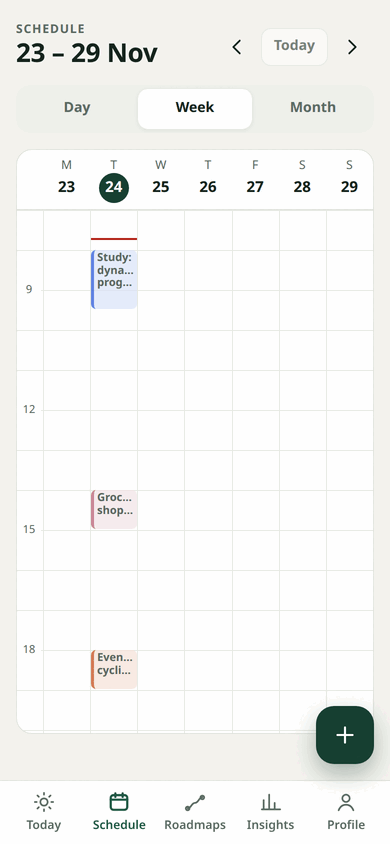 SCHEDULE
23 – 29 Nov
Today
Day
Week
Month
M T W T F S S
23 24 25 26 27 28 29
Study:
dyna…
prog…
9
12
Groc…
shop…
15
18
Even…
cycli…
Today
Schedule
Roadmaps
Insights
Profile